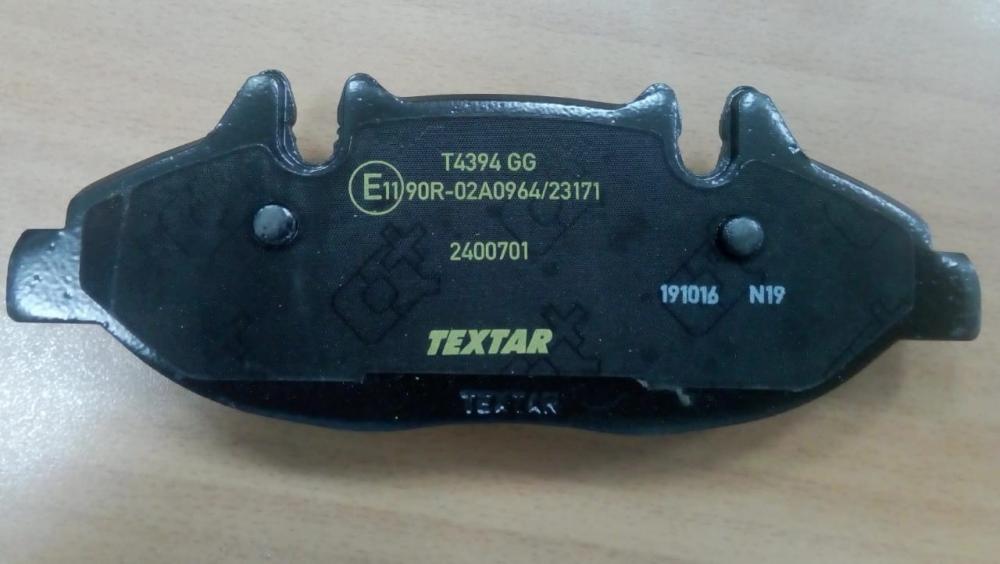 T4394 GG
E11 90R-02A0964/23171
2400701
191016 N19
TEXTAR
TEXTAR